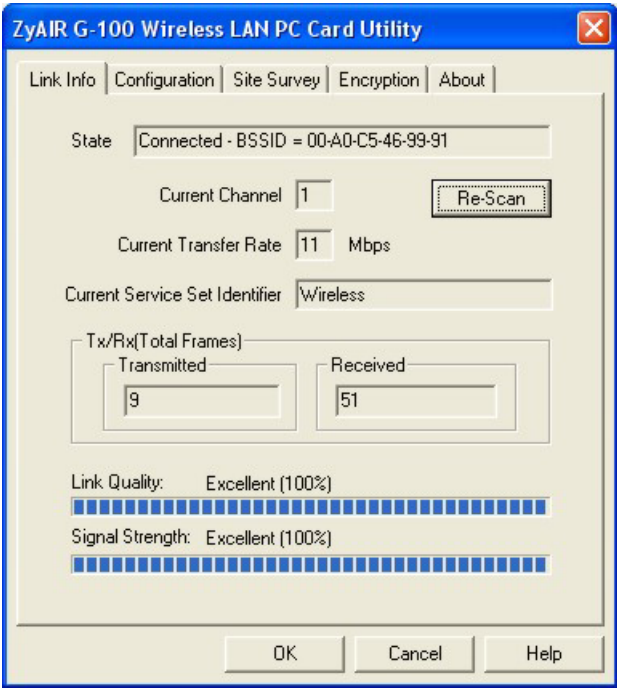 ZyAIR G-100 Wireless LAN PC Card Utility
Link Info Configuration Site Survey Encryption About
State Connected - BSSID = 00-A0-C5-46-99-91
Current Channel 1 Re-Scan
Current Transfer Rate 11 Mbps
Current Service Set Identifier Wireless
Tx/Rx(Total Frames)
Transmitted Received
9 51
Link Quality: Excellent (100%)
Signal Strength: Excellent (100%)
OK Cancel Help